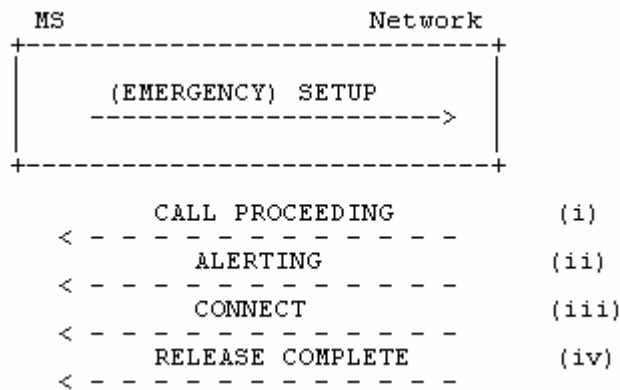 MS Network
(EMERGENCY) SETUP
CALL PROCEEDING (i)
ALERTING (ii)
CONNECT (iii)
RELEASE COMPLETE (iv)